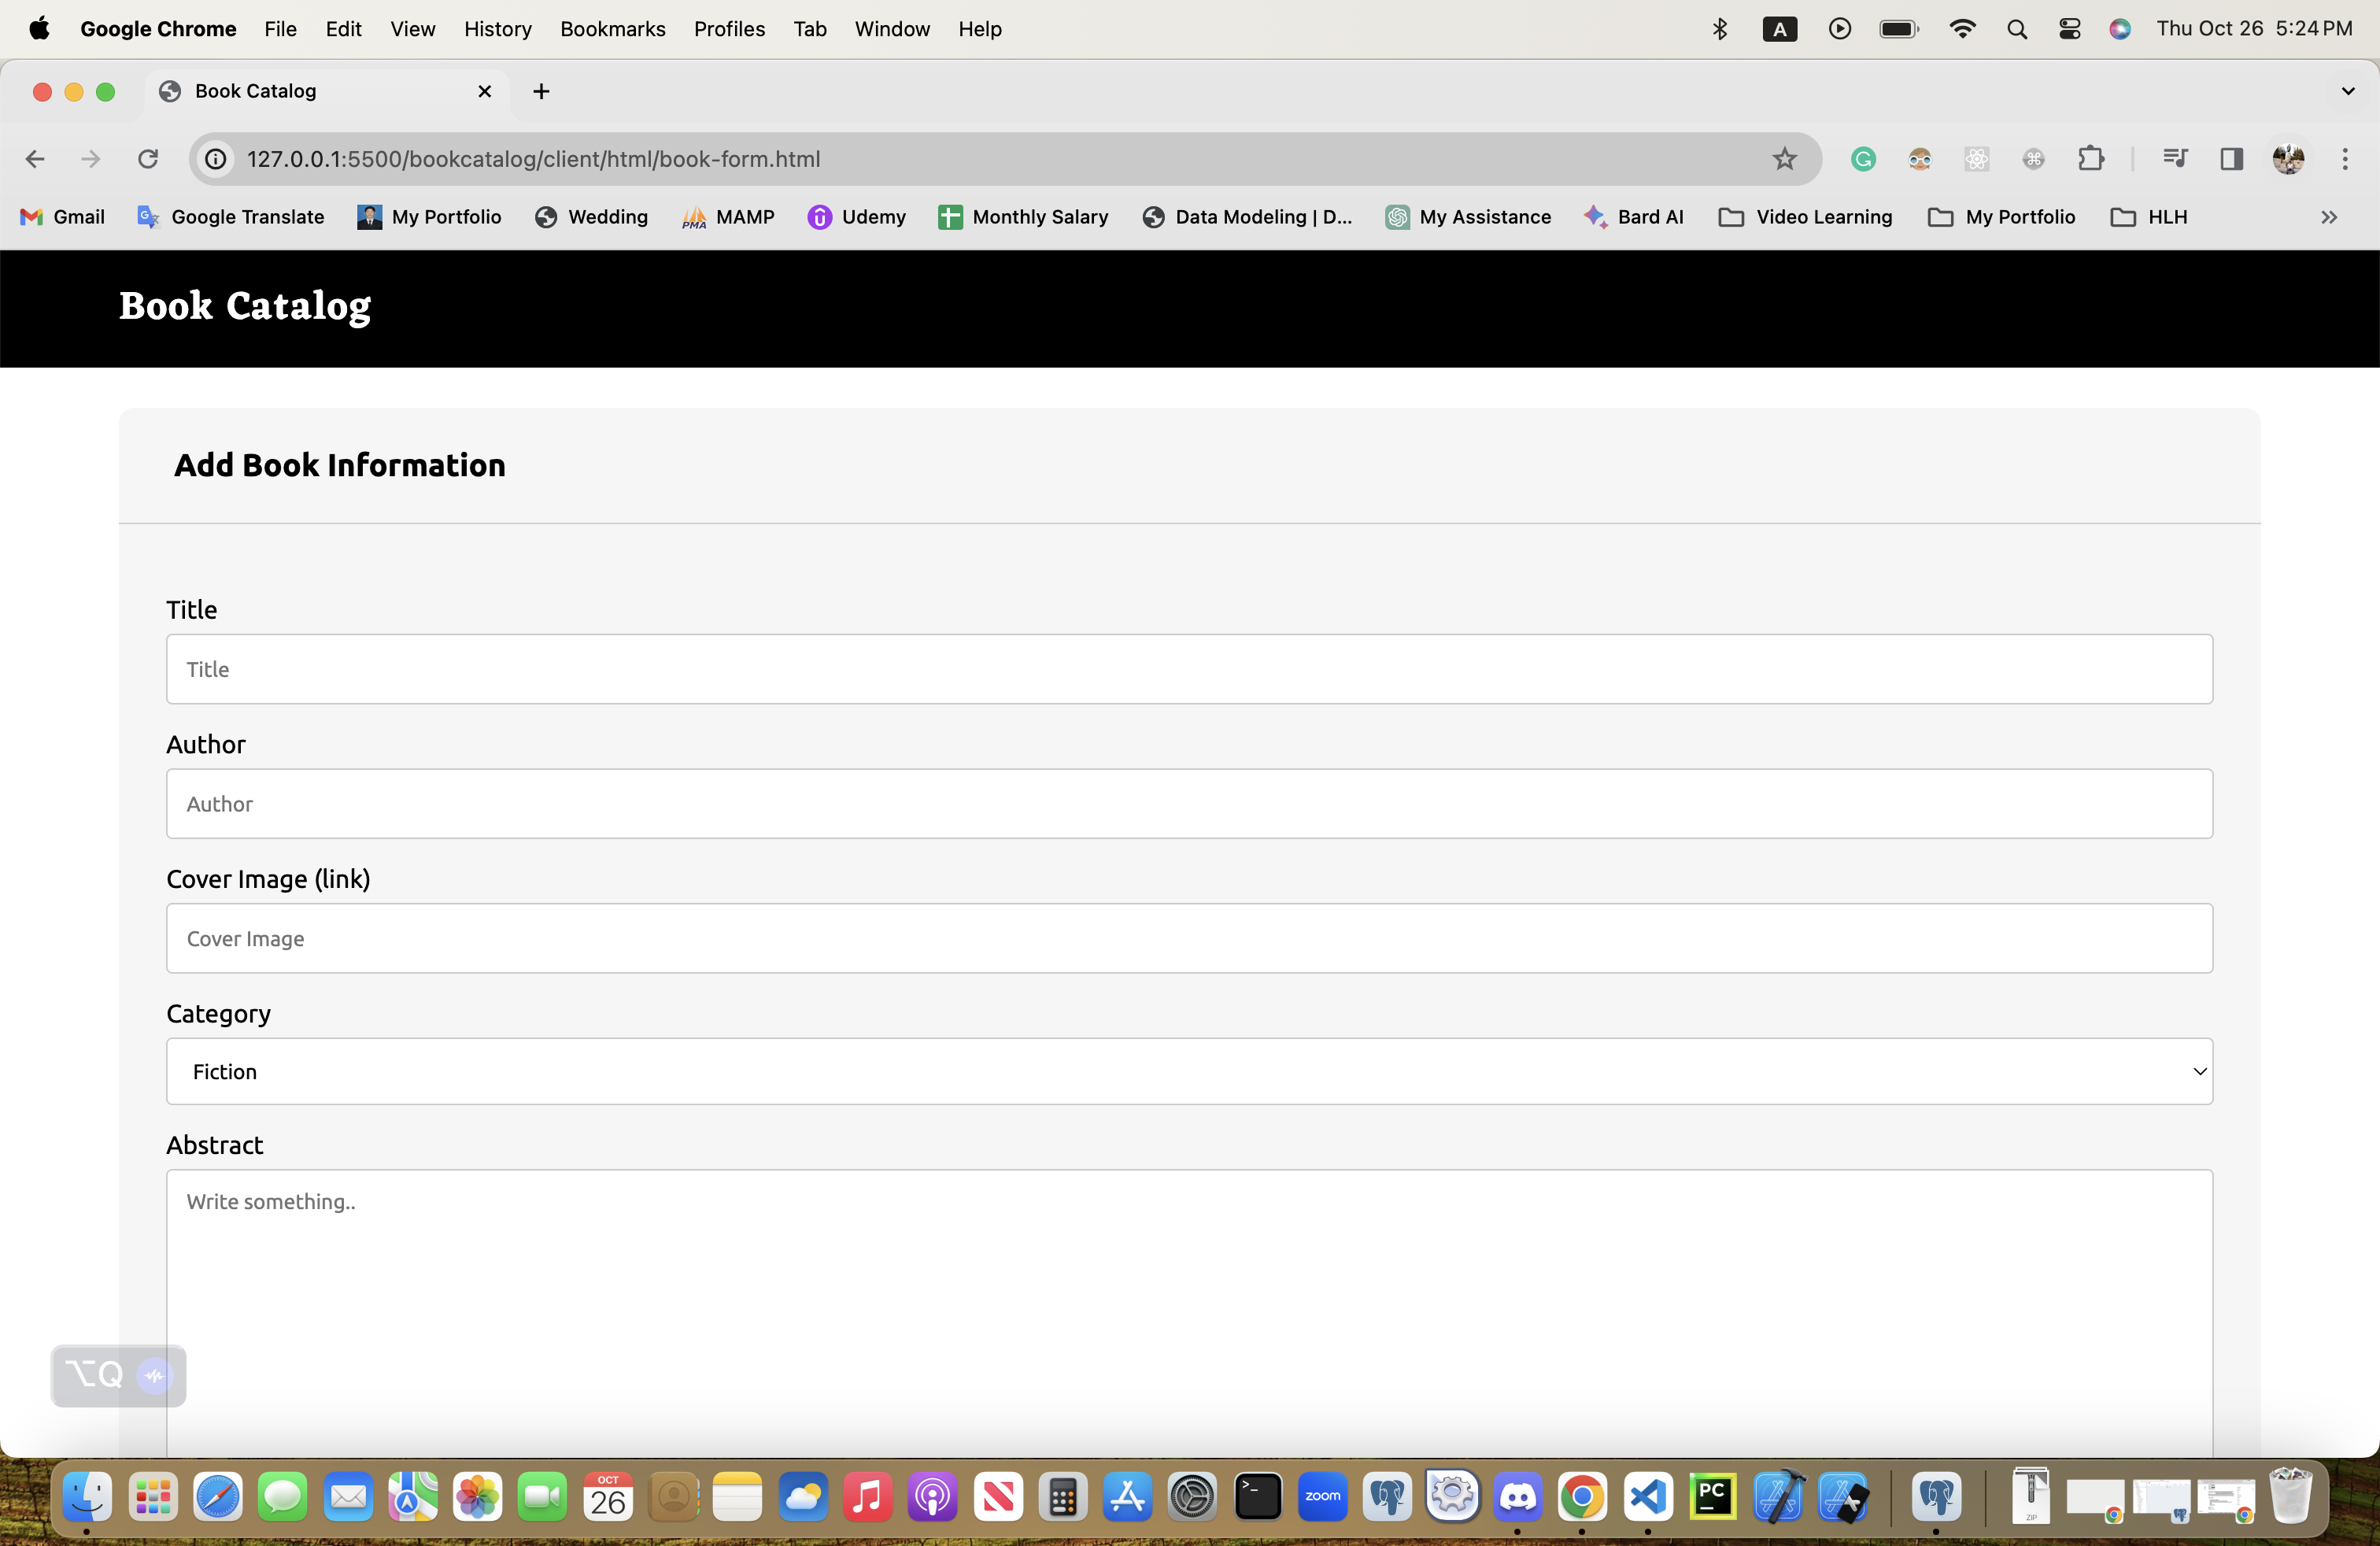 Google Chrome File Edit View History Bookmarks Profiles Tab Window Help A Thu Oct 26 5:24 PM
Book Catalog
127.0.0.1:5500/bookcatalog/client/html/book-form.html
Gmail Google Translate My Portfolio Wedding PMA MAMP Udemy Monthly Salary Data Modeling | D... My Assistance Bard AI Video Learning My Portfolio HLH
Book Catalog
Add Book Information
Title
Title
Author
Author
Cover Image (link)
Cover Image
Category
Fiction
Abstract
Write something..
⌥Q
OCT
26
zoom
PC
ZIP